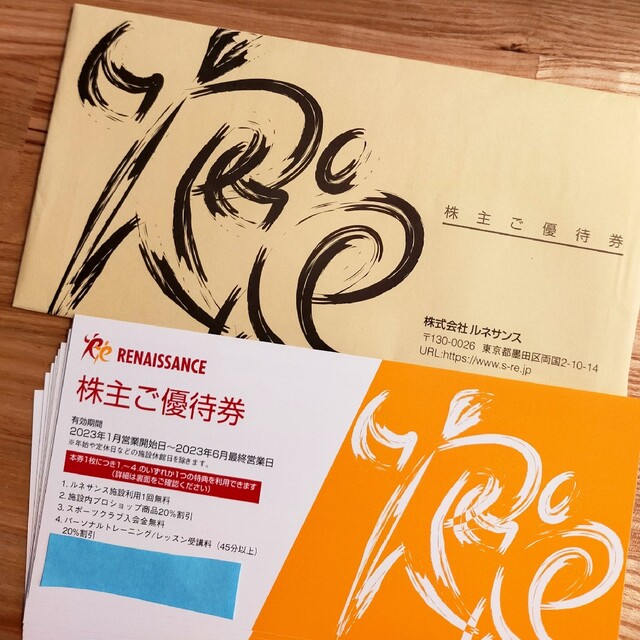 株主ご優待券
株式会社 ルネサンス
〒130-0026 東京都墨田区両国2-10-14
URL:https://www.s-re.jp
RENAISSANCE
株主ご優待券
有効期間
2023年1月営業開始日～2023年6月最終営業日
※年始や定休日などの施設休館日を除きます。
本券1枚につき1.～4.のいずれか1つの特典を利用できます
(詳細は裏面をご確認ください)
1. ルネサンス施設利用1回無料
2. 施設内プロショップ商品20%割引
3. スポーツクラブ入会金無料
4. パーソナルトレーニング/レッスン受講料（45分以上）
20%割引